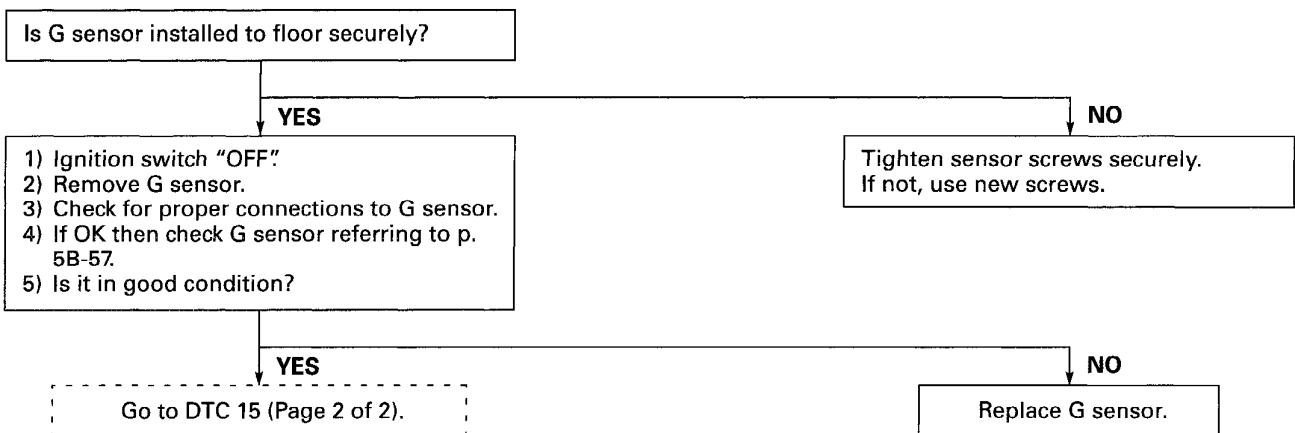 Is G sensor installed to floor securely?
YES
NO
1) Ignition switch “OFF”.
2) Remove G sensor.
3) Check for proper connections to G sensor.
4) If OK then check G sensor referring to p.
5B-57.
5) Is it in good condition?
Tighten sensor screws securely.
If not, use new screws.
YES
NO
Go to DTC 15 (Page 2 of 2).
Replace G sensor.